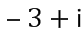 – 3 + i